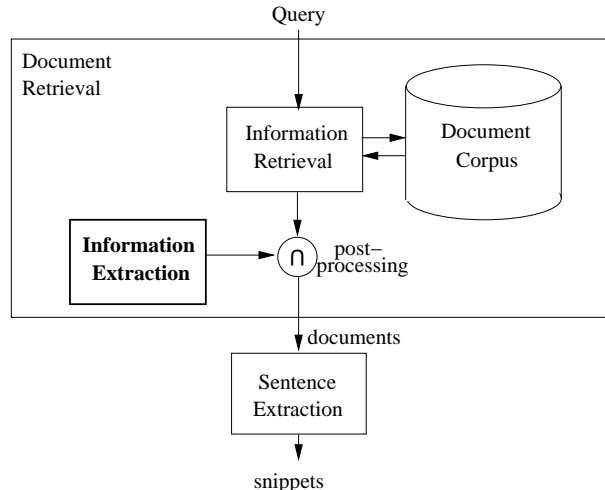 Query
Document
Retrieval
Information
Retrieval
Document
Corpus
Information
Extraction
∩
post–
processing
documents
Sentence
Extraction
snippets